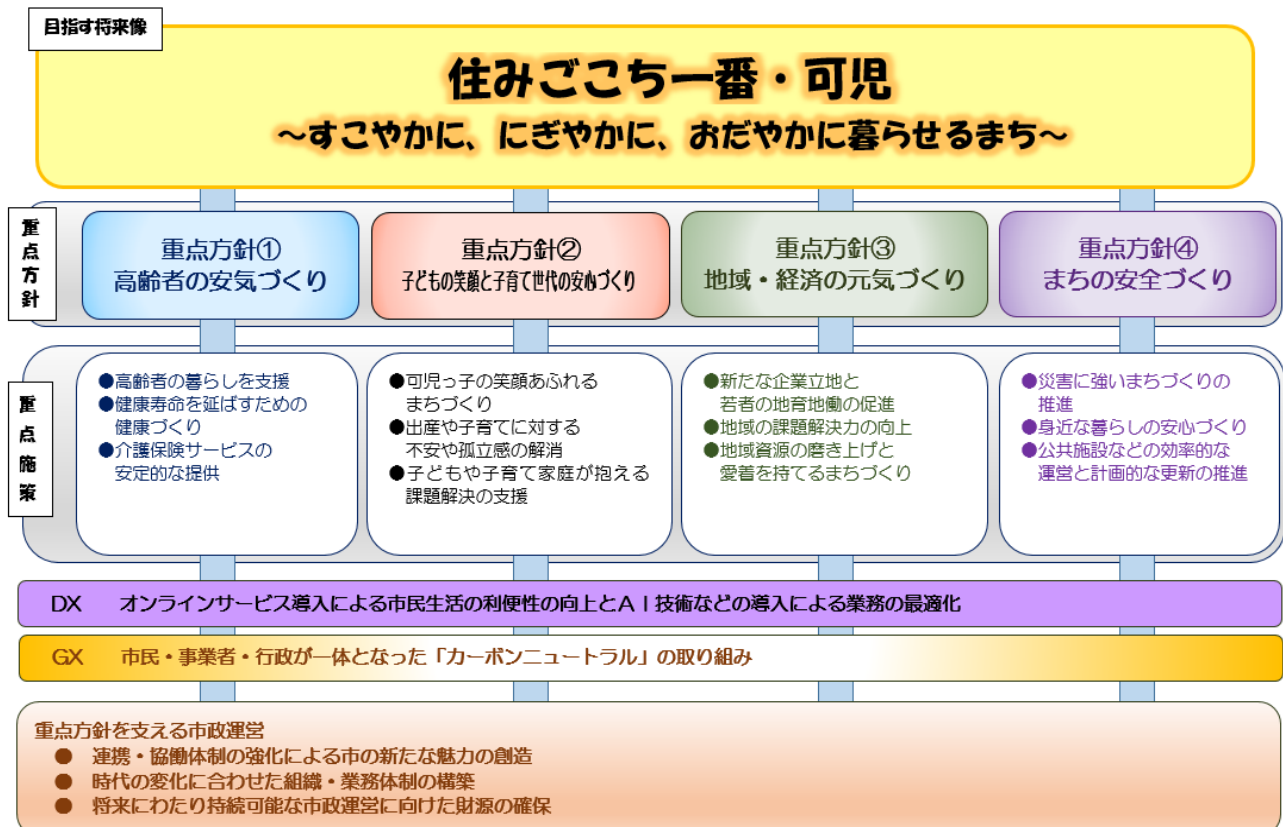 目指す将来像
住みごこち一番・可児
～すこやかに、にぎやかに、おだやかに暮らせるまち～
重点方針
重点方針①
高齢者の安気づくり
重点方針②
子どもの笑顔と子育て世代の安心づくり
重点方針③
地域・経済の元気づくり
重点方針④
まちの安全づくり
重点施策
●高齢者の暮らしを支援
●健康寿命を延ばすための
健康づくり
●介護保険サービスの
安定的な提供
●可児っ子の笑顔あふれる
まちづくり
●出産や子育てに対する
不安や孤立感の解消
●子どもや子育て家庭が抱える
課題解決の支援
●新たな企業立地と
若者の地育地働の促進
●地域の課題解決力の向上
●地域資源の磨き上げと
愛着を持てるまちづくり
●災害に強いまちづくりの
推進
●身近な暮らしの安心づくり
●公共施設などの効率的な
運営と計画的な更新の推進
DX オンラインサービス導入による市民生活の利便性の向上とAI技術などの導入による業務の最適化
GX 市民・事業者・行政が一体となった「カーボンニュートラル」の取り組み
重点方針を支える市政運営
● 連携・協働体制の強化による市の新たな魅力の創造
● 時代の変化に合わせた組織・業務体制の構築
● 将来にわたり持続可能な市政運営に向けた財源の確保